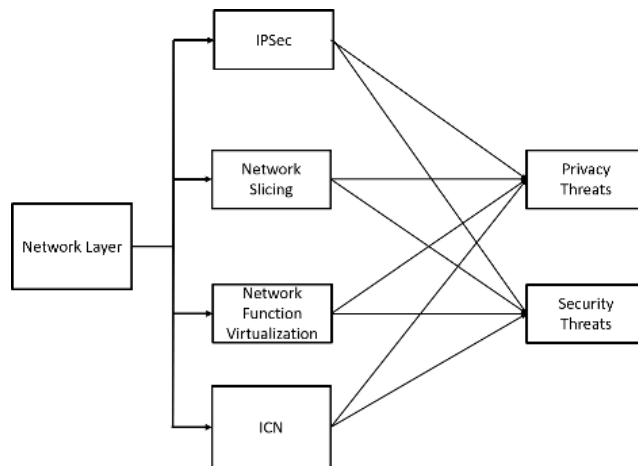 IPSec
Network
Slicing
Privacy
Threats
Network Layer
Network
Function
Virtualization
Security
Threats
ICN